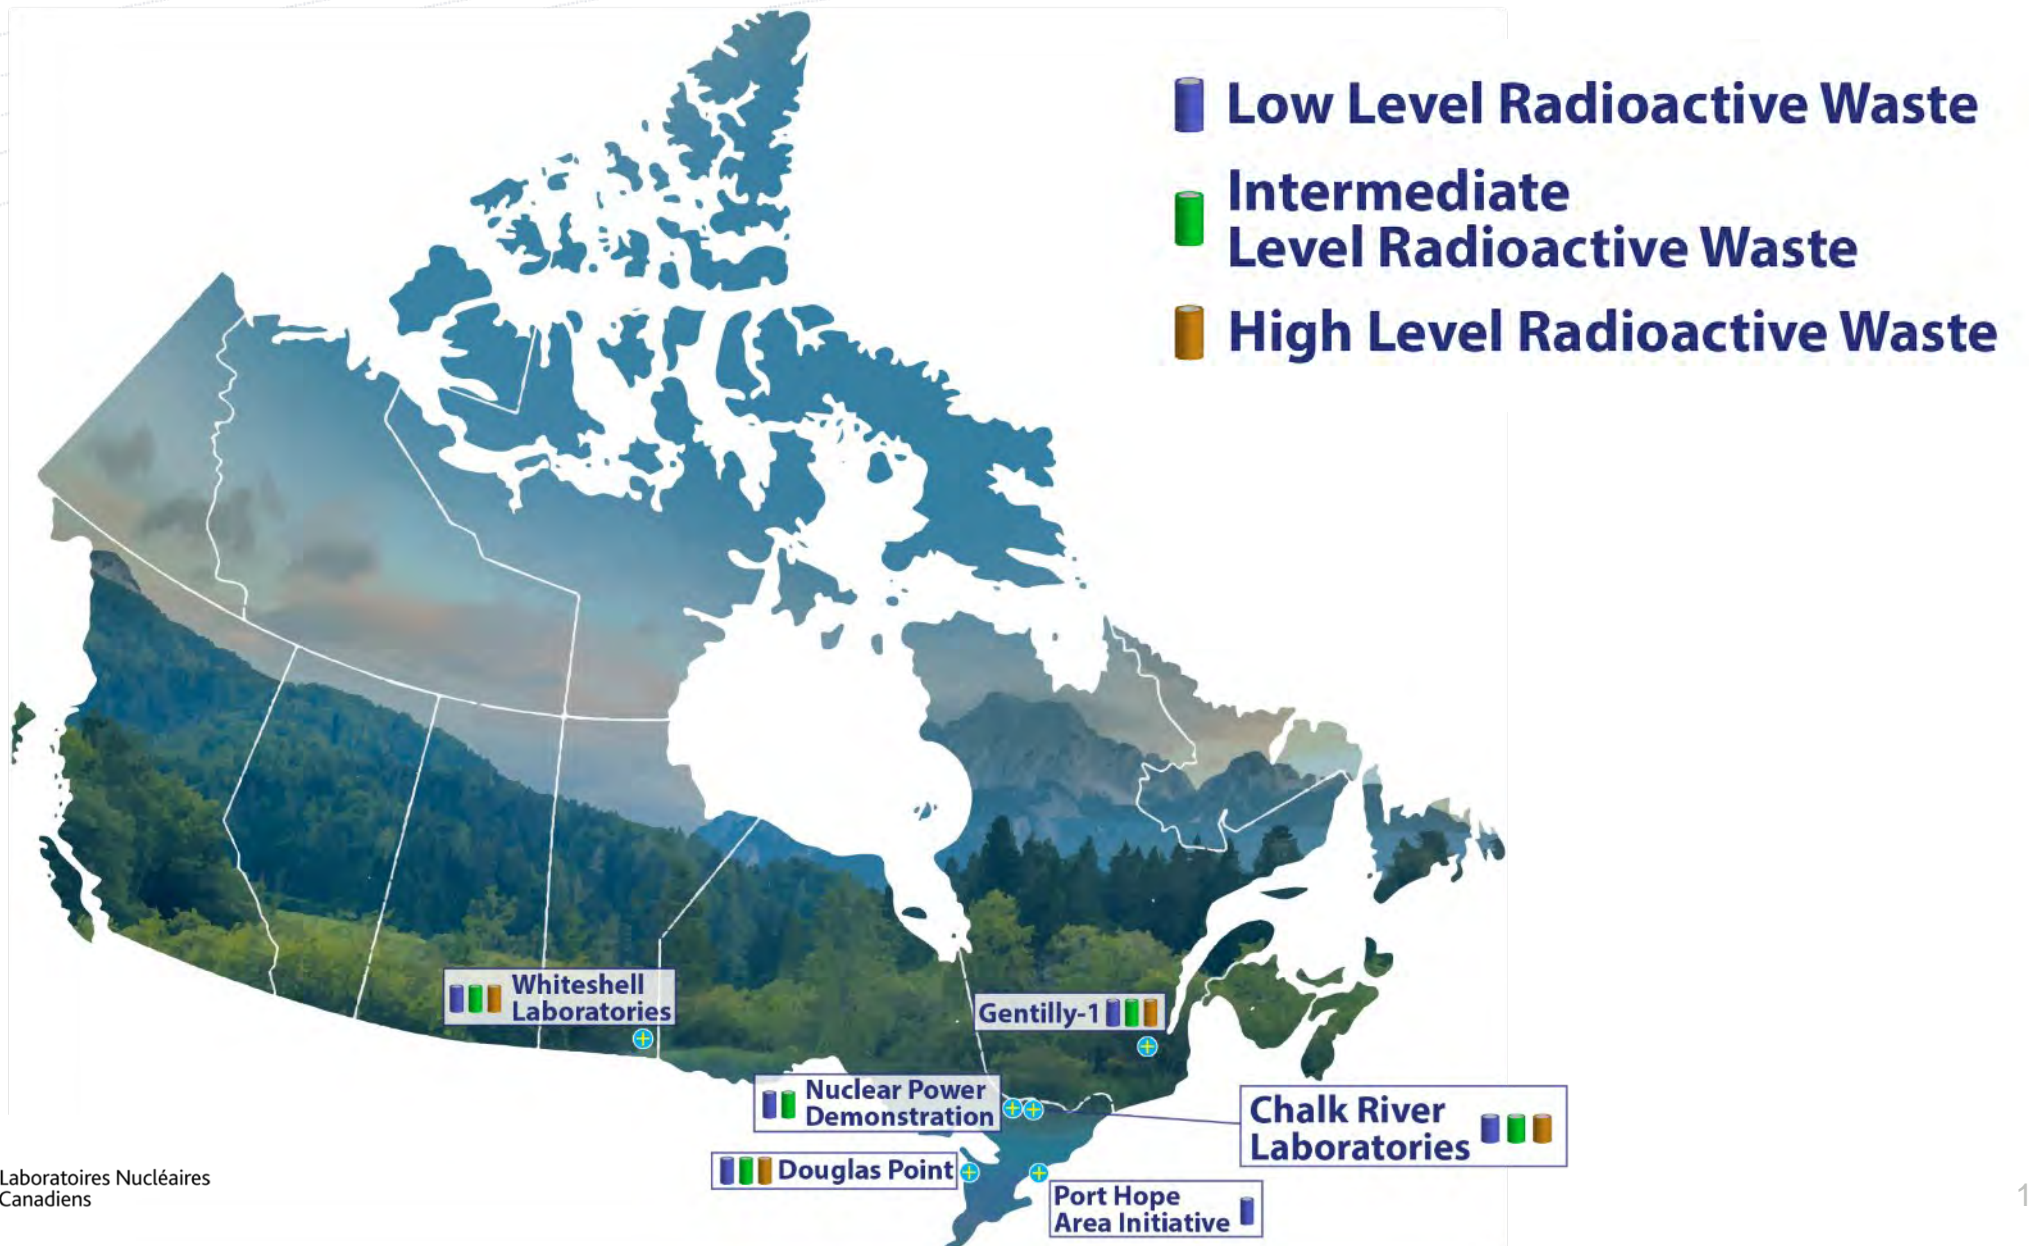 Low Level Radioactive Waste
Intermediate
Level Radioactive Waste
High Level Radioactive Waste
Whiteshell
Laboratories
Gentilly-1
Nuclear Power
Demonstration
Chalk River
Laboratories
Douglas Point
Port Hope
Area Initiative
Laboratoires Nucléaires
Canadiens
1